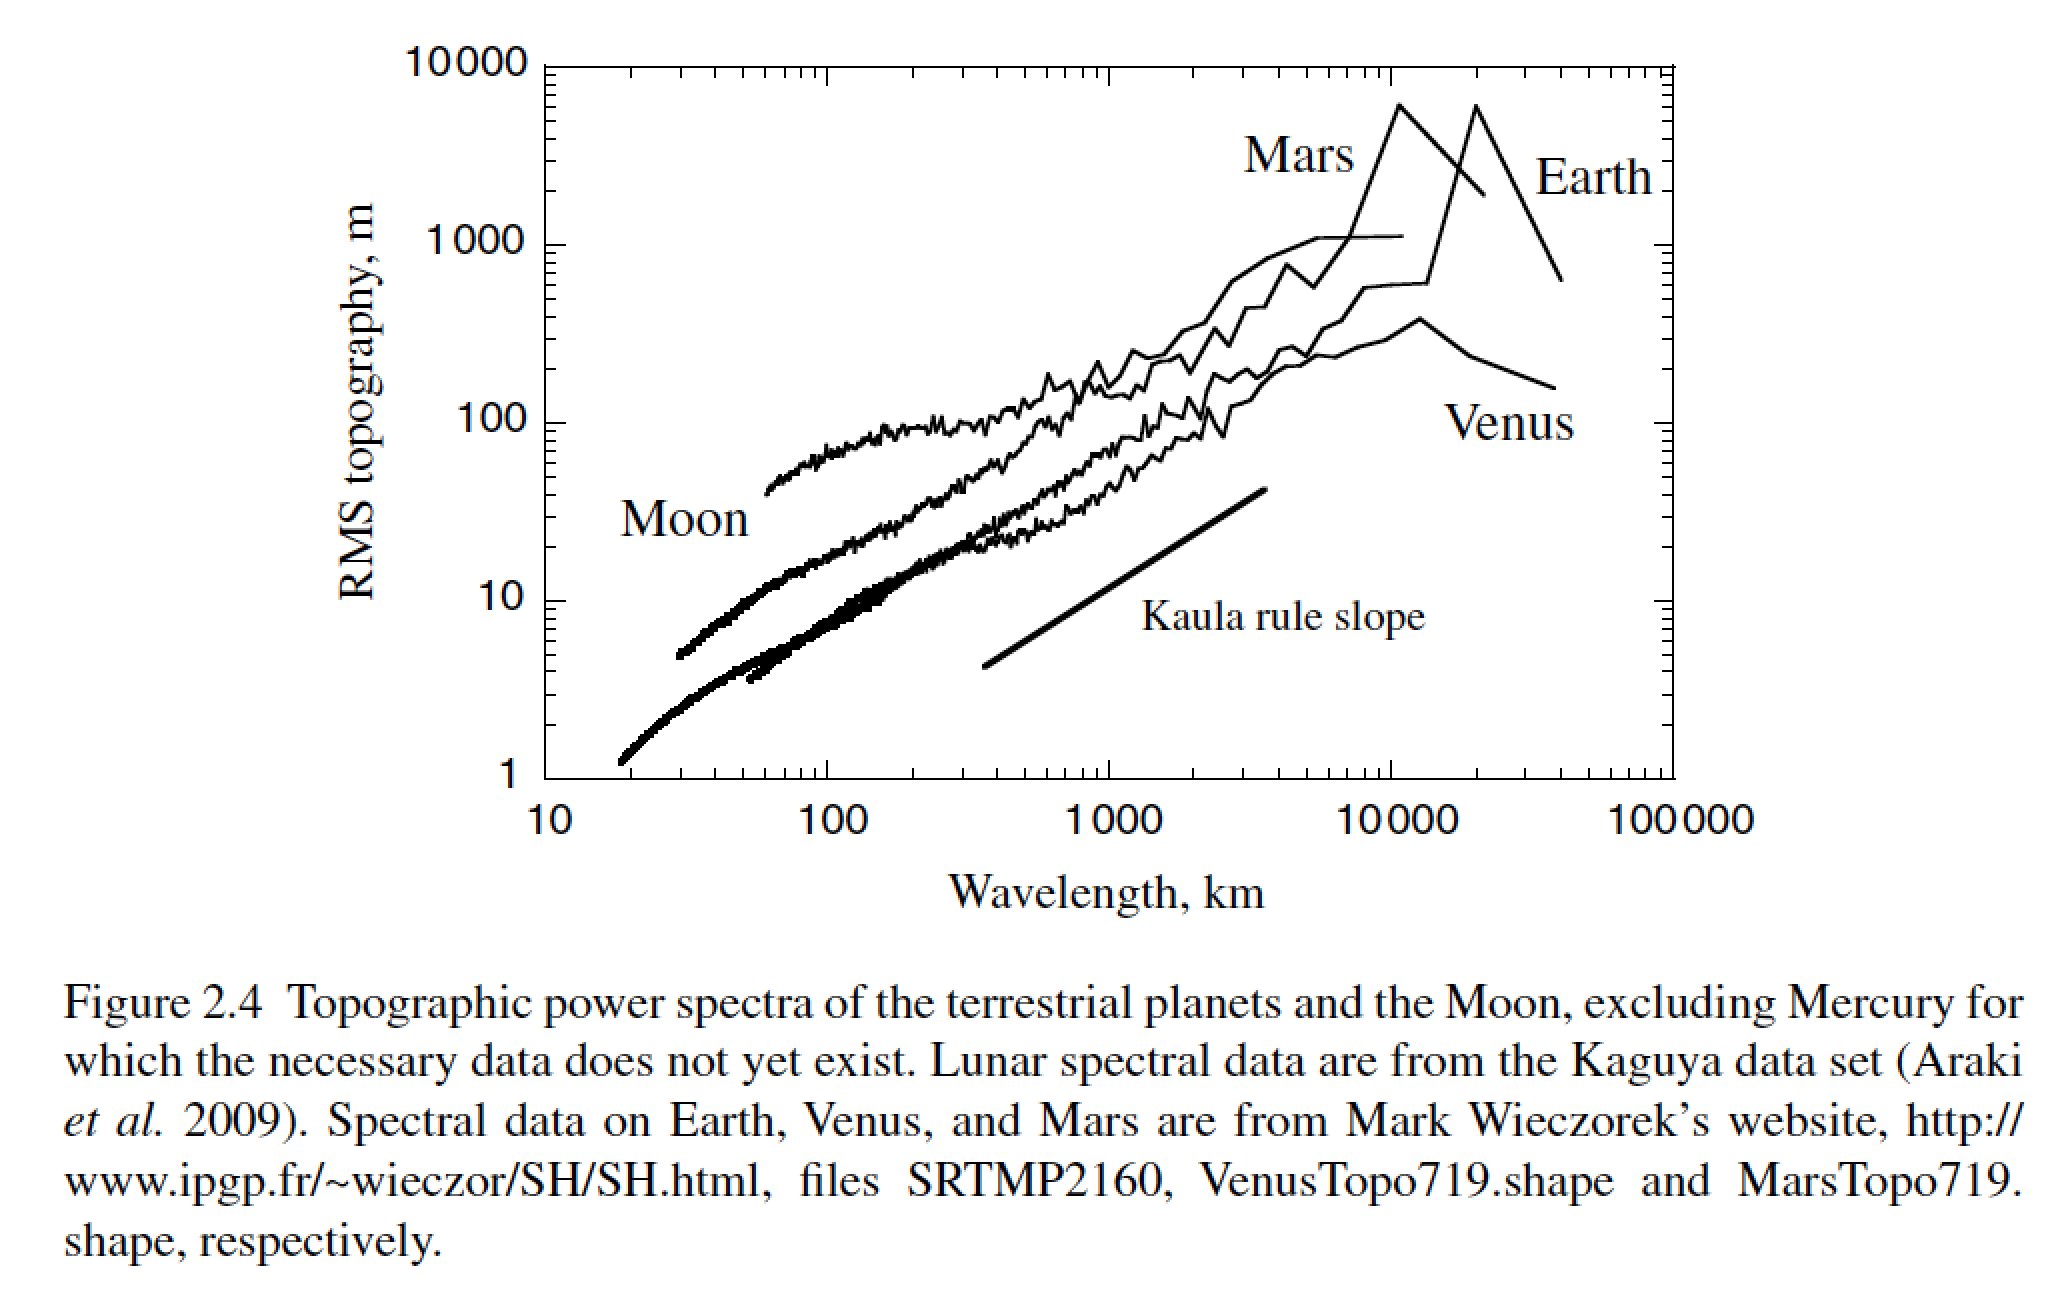 10000
1000
100
10
1
RMS topography, m
Mars
Earth
Moon
Venus
Kaula rule slope
10
100
1000
10000
100000
Wavelength, km
Figure 2.4 Topographic power spectra of the terrestrial planets and the Moon, excluding Mercury for
which the necessary data does not yet exist. Lunar spectral data are from the Kaguya data set (Araki
et al. 2009). Spectral data on Earth, Venus, and Mars are from Mark Wieczorek’s website, http://
www.ipgp.fr/~wieczor/SH/SH.html, files SRTMP2160, VenusTopo719.shape and MarsTopo719.
shape, respectively.